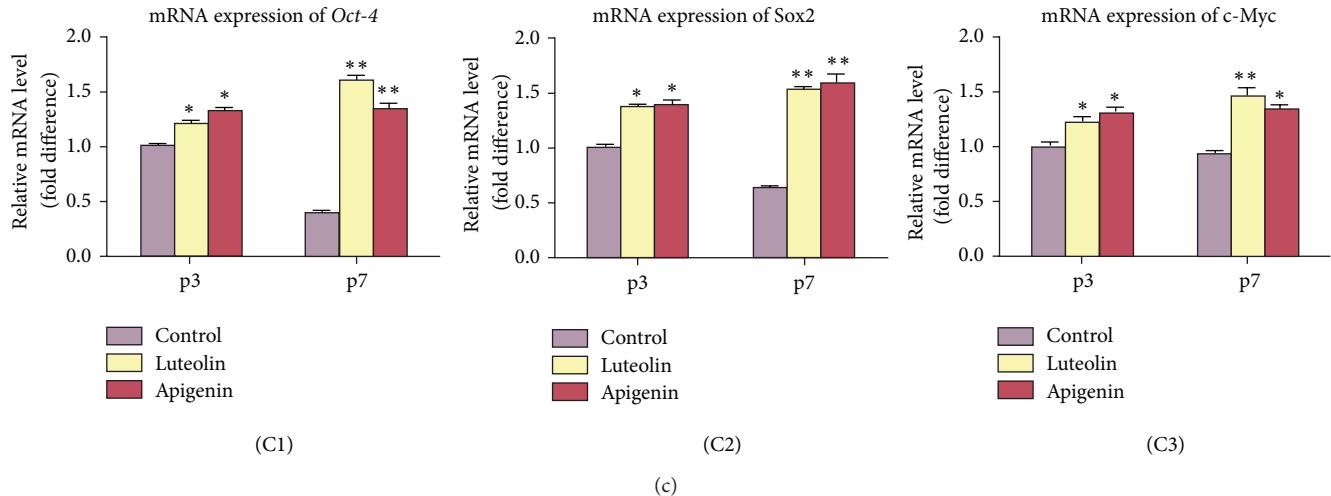 mRNA expression of Oct-4
Relative mRNA level
(fold difference)
2.0
1.5
1.0
0.5
0.0
*
*
**
**
p3
p7
Control
Luteolin
Apigenin
(C1)
mRNA expression of Sox2
Relative mRNA level
(fold difference)
2.0
1.5
1.0
0.5
0.0
*
*
**
**
p3
p7
Control
Luteolin
Apigenin
(C2)
mRNA expression of c-Myc
Relative mRNA level
(fold difference)
2.0
1.5
1.0
0.5
0.0
*
*
**
*
p3
p7
Control
Luteolin
Apigenin
(C3)
(c)